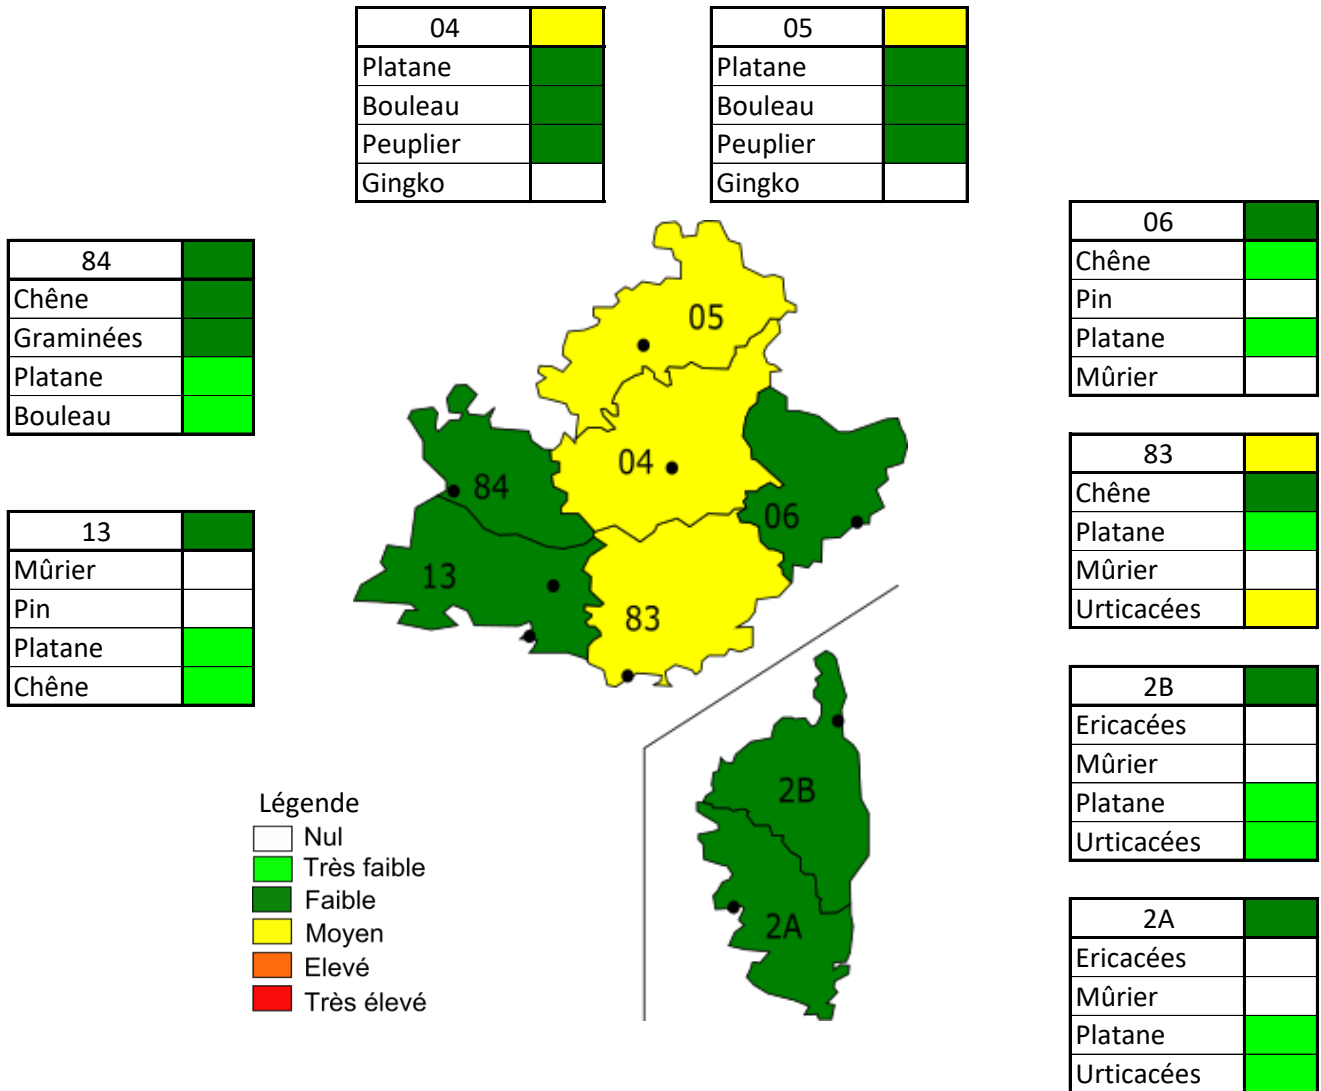 04
Platane
Bouleau
Peuplier
Gingko
05
Platane
Bouleau
Peuplier
Gingko
84
Chêne
Graminées
Platane
Bouleau
13
Mûrier
Pin
Platane
Chêne
06
Chêne
Pin
Platane
Mûrier
83
Chêne
Platane
Mûrier
Urticacées
2B
Ericacées
Mûrier
Platane
Urticacées
2A
Ericacées
Mûrier
Platane
Urticacées
05
04
84
06
13
83
2B
2A
Légende
Nul
Très faible
Faible
Moyen
Elevé
Très élevé